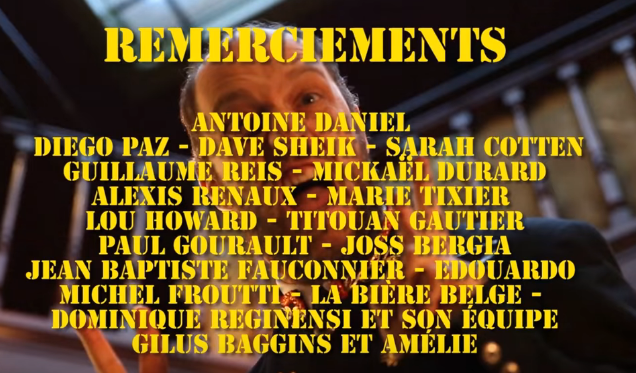 REMERCIEMENTS
ANTOINE DANIEL
DIEGO PAZ - DAVE SHEIK - SARAH COTTEN
GUILLAUME REIS - MICKAËL DURARD
ALEXIS RENAUX - MARIE TIXIER
LOU HOWARD - TITOUAN GAUTIER
PAUL GOURAULT - JOSS BERGIA
JEAN BAPTISTE FAUCONNIER - EDOUARDO
MICHEL FROUTTI - LA BIÈRE BELGE -
DOMINIQUE REGINENSI ET SON ÉQUIPE
GILUS BAGGINS ET AMÉLIE